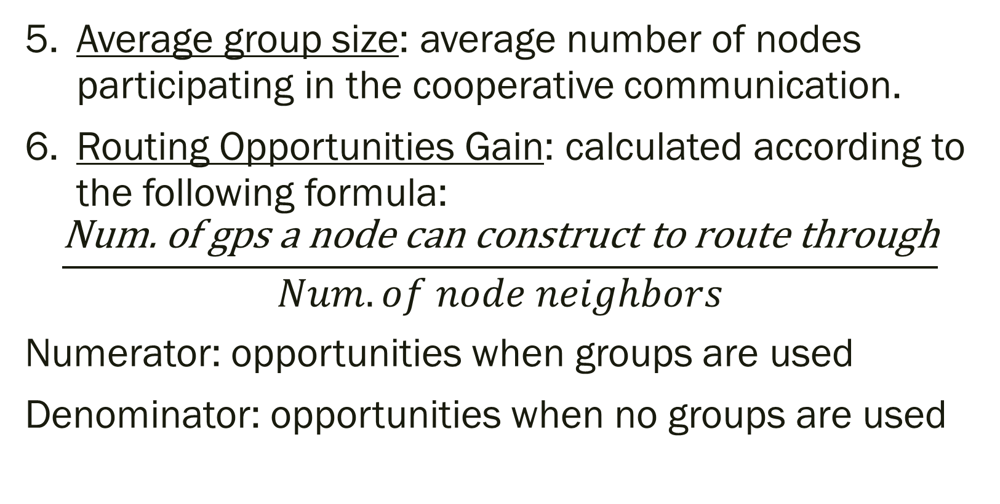 5. Average group size: average number of nodes
participating in the cooperative communication.
6. Routing Opportunities Gain: calculated according to
the following formula:
Num. of gps a node can construct to route through
Num. of node neighbors
Numerator: opportunities when groups are used
Denominator: opportunities when no groups are used